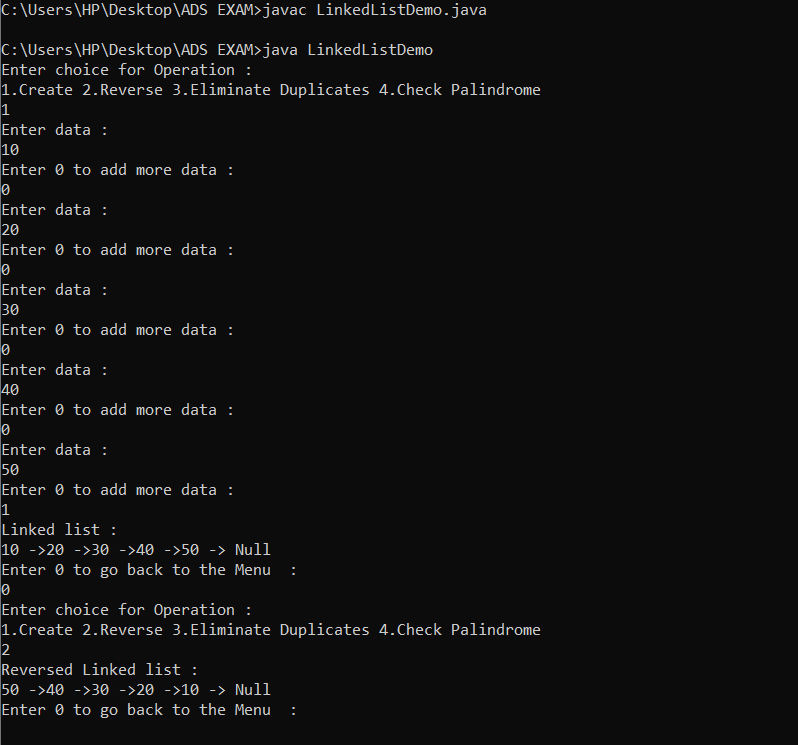 C:\Users\HP\Desktop\ADS EXAM>javac LinkedListDemo.java
C:\Users\HP\Desktop\ADS EXAM>java LinkedListDemo
Enter choice for Operation :
1.Create 2.Reverse 3.Eliminate Duplicates 4.Check Palindrome
1
Enter data :
10
Enter 0 to add more data :
0
Enter data :
20
Enter 0 to add more data :
0
Enter data :
30
Enter 0 to add more data :
0
Enter data :
40
Enter 0 to add more data :
0
Enter data :
50
Enter 0 to add more data :
1
Linked list :
10 ->20 ->30 ->40 ->50 -> Null
Enter 0 to go back to the Menu  :
0
Enter choice for Operation :
1.Create 2.Reverse 3.Eliminate Duplicates 4.Check Palindrome
2
Reversed Linked list :
50 ->40 ->30 ->20 ->10 -> Null
Enter 0 to go back to the Menu  :